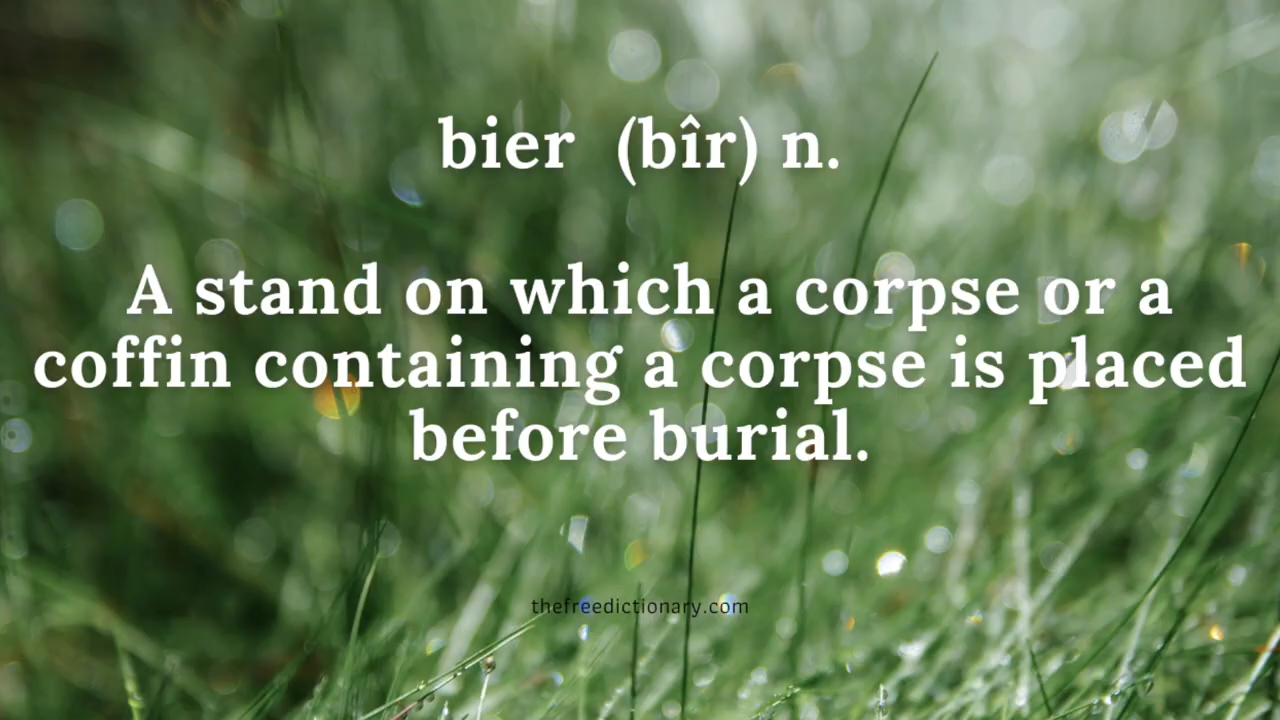 bier (bîr) n.
A stand on which a corpse or a
coffin containing a corpse is placed
before burial.
thefreedictionary.com